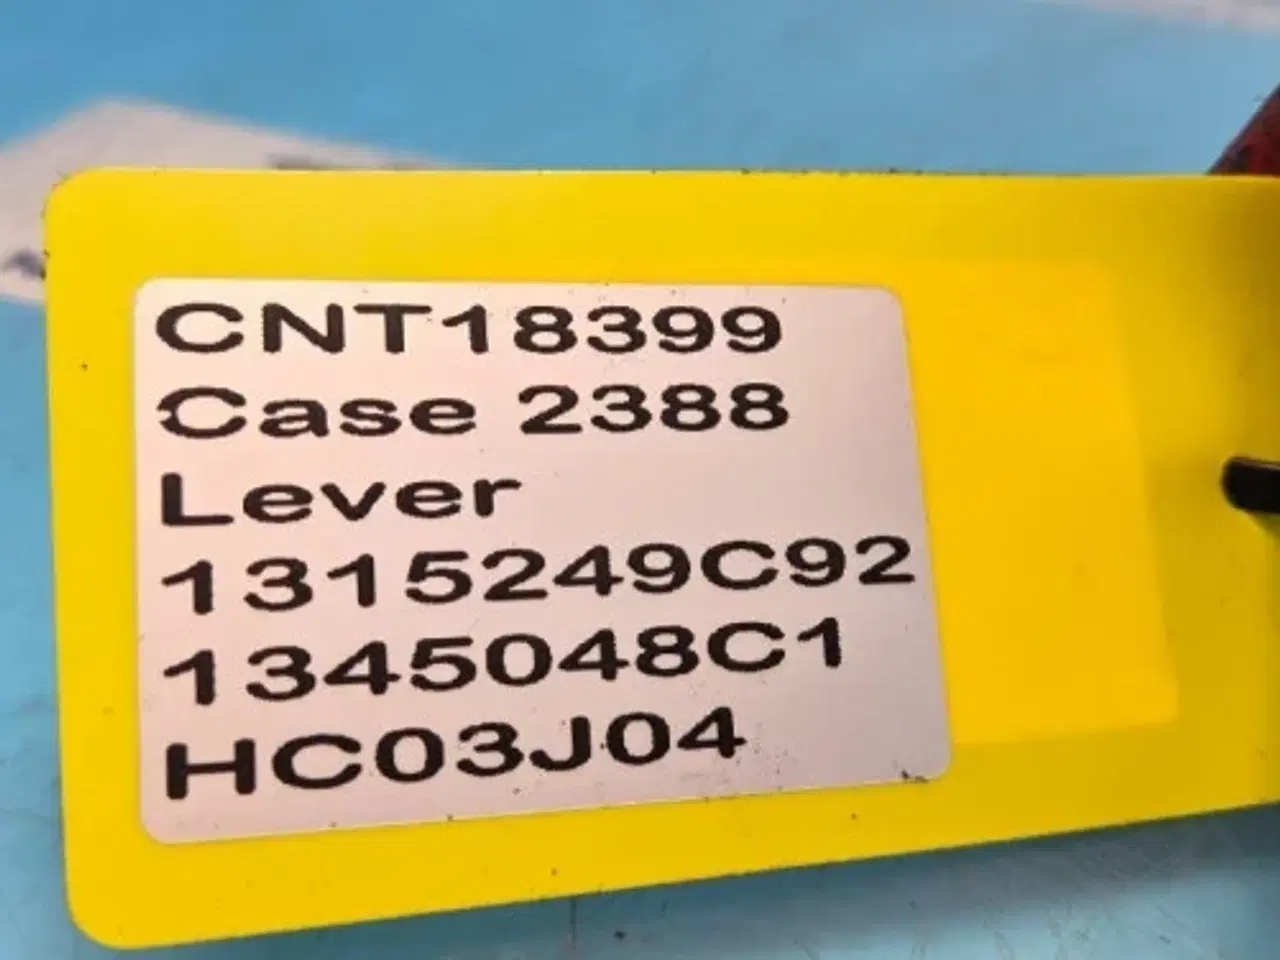 CNT18399
Case 2388
Lever
1315249C92
1345048C1
HC03J04